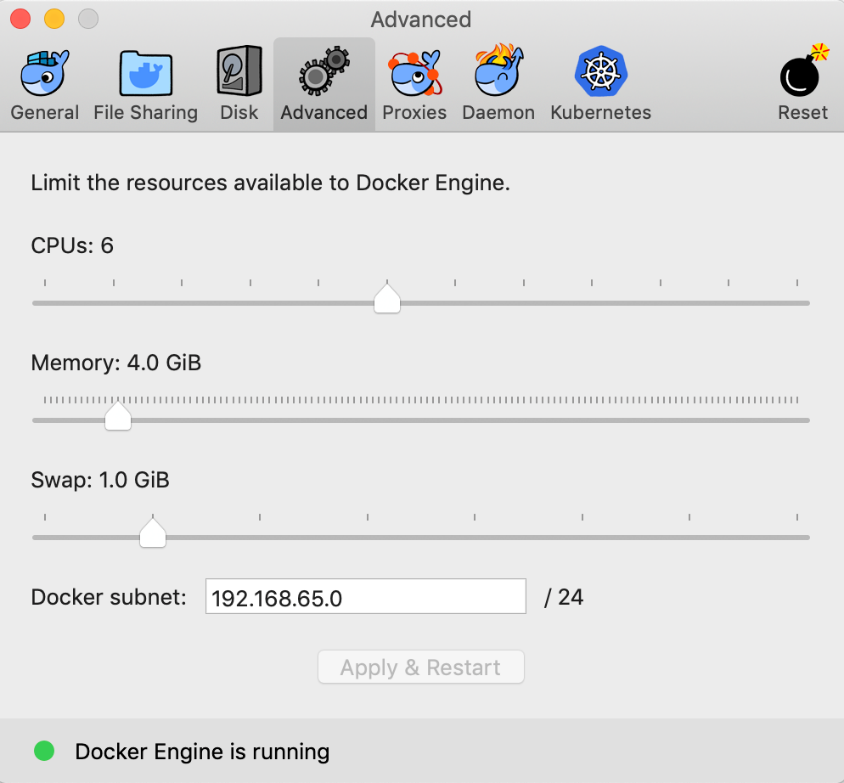 Advanced
General File Sharing Disk Advanced Proxies Daemon Kubernetes Reset
Limit the resources available to Docker Engine.
CPUs: 6
Memory: 4.0 GiB
Swap: 1.0 GiB
Docker subnet: 192.168.65.0 / 24
Apply & Restart
Docker Engine is running